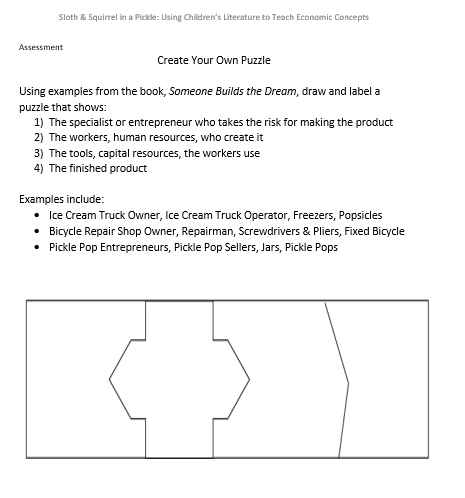 Sloth & Squirrel in a Pickle: Using Children's Literature to Teach Economic Concepts
Assessment
Create Your Own Puzzle
Using examples from the book, Someone Builds the Dream, draw and label a
puzzle that shows:
1) The specialist or entrepreneur who takes the risk for making the product
2) The workers, human resources, who create it
3) The tools, capital resources, the workers use
4) The finished product
Examples include:
• Ice Cream Truck Owner, Ice Cream Truck Operator, Freezers, Popsicles
• Bicycle Repair Shop Owner, Repairman, Screwdrivers & Pliers, Fixed Bicycle
• Pickle Pop Entrepreneurs, Pickle Pop Sellers, Jars, Pickle Pops